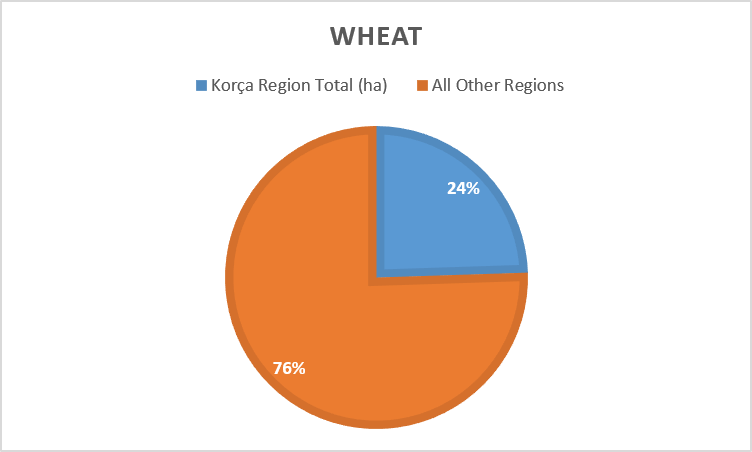 WHEAT
Korça Region Total (ha) All Other Regions
24%
76%